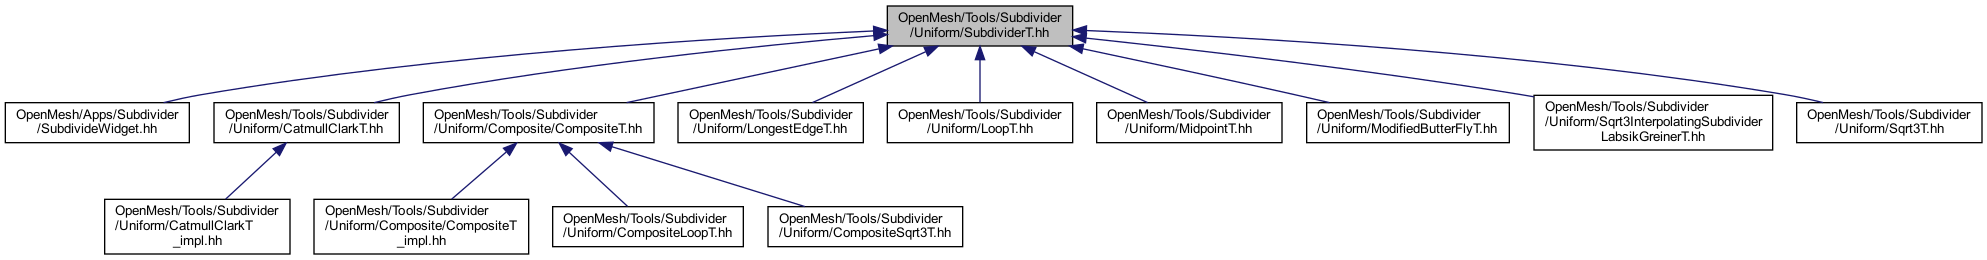 OpenMesh/Tools/Subdivider
/Uniform/SubdividerT.hh
OpenMesh/Apps/Subdivider
/SubdivideWidget.hh
OpenMesh/Tools/Subdivider
/Uniform/CatmullClarkT.hh
OpenMesh/Tools/Subdivider
/Uniform/Composite/CompositeT.hh
OpenMesh/Tools/Subdivider
/Uniform/LongestEdgeT.hh
OpenMesh/Tools/Subdivider
/Uniform/LoopT.hh
OpenMesh/Tools/Subdivider
/Uniform/MidpointT.hh
OpenMesh/Tools/Subdivider
/Uniform/ModifiedButterFlyT.hh
OpenMesh/Tools/Subdivider
/Uniform/Sqrt3InterpolatingSubdivider
LabsikGreinerT.hh
OpenMesh/Tools/Subdivider
/Uniform/Sqrt3T.hh
OpenMesh/Tools/Subdivider
/Uniform/CatmullClarkT
_impl.hh
OpenMesh/Tools/Subdivider
/Uniform/Composite/CompositeT
_impl.hh
OpenMesh/Tools/Subdivider
/Uniform/CompositeLoopT.hh
OpenMesh/Tools/Subdivider
/Uniform/CompositeSqrt3T.hh